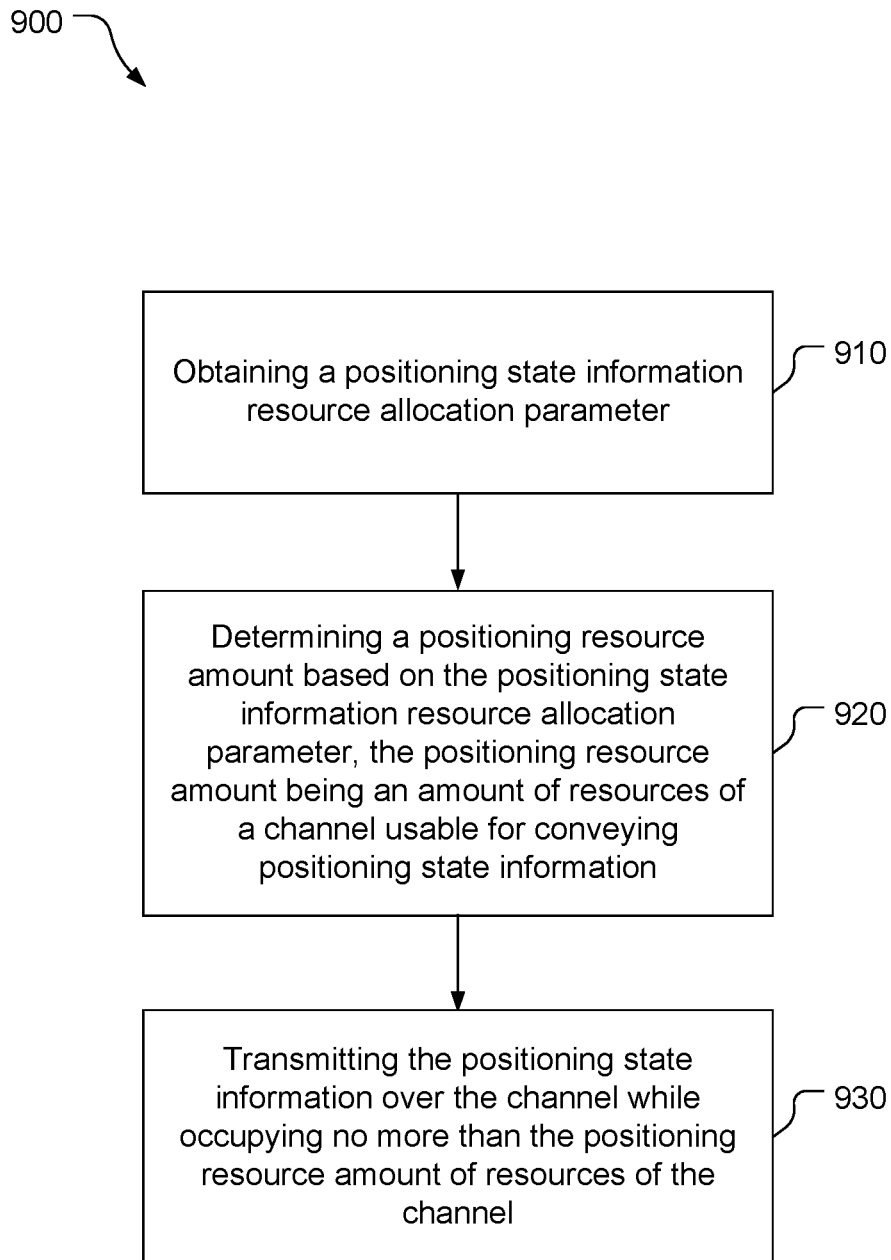 900
Obtaining a positioning state information
resource allocation parameter
910
Determining a positioning resource
amount based on the positioning state
information resource allocation
parameter, the positioning resource
amount being an amount of resources of
a channel usable for conveying
positioning state information
920
Transmitting the positioning state
information over the channel while
occupying no more than the positioning
resource amount of resources of the
channel
930